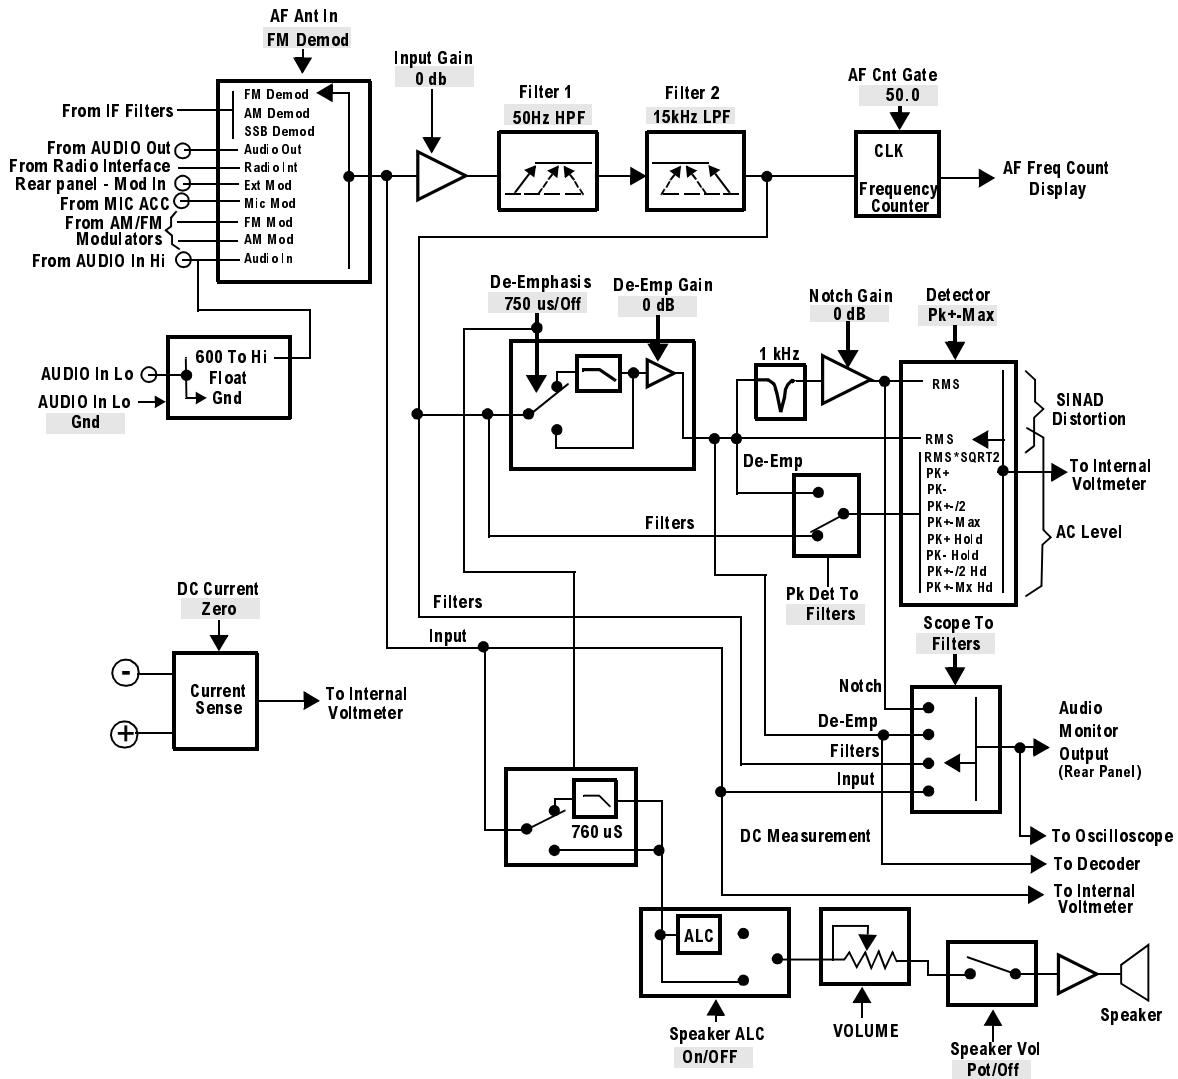 AF Ant In
FM Demod
Input Gain
0 db
Filter 1
50Hz HPF
Filter 2
15kHz LPF
AF Cnt Gate
50.0
CLK
Frequency
Counter
AF Freq Count
Display
From IF Filters
From AUDIO Out
From Radio Interface
Rear panel - Mod In
From MIC ACC
From AM/FM
Modulators
From AUDIO In Hi
FM Demod
AM Demod
SSB Demod
Audio Out
Radio Int
Ext Mod
Mic Mod
FM Mod
AM Mod
Audio In
AUDIO In Lo
AUDIO In Lo
Gnd
600 To Hi
Float
Gnd
De-Emphasis
750 us/Off
De-Emp Gain
0 dB
Notch Gain
0 dB
1 kHz
Detector
Pk+-Max
RMS
RMS
RMS*SQRT2
PK+
PK-
PK+-/2
PK+-Max
PK+ Hold
PK- Hold
PK+-/2 Hd
PK+-Mx Hd
SINAD
Distortion
To Internal
Voltmeter
AC Level
De-Emp
Filters
Pk Det To
Filters
Filters
Input
DC Current
Zero
-
+
Current
Sense
To Internal
Voltmeter
Scope To
Filters
Notch
De-Emp
Filters
Input
Audio
Monitor
Output
(Rear Panel)
DC Measurement
To Oscilloscope
To Decoder
To Internal
Voltmeter
760 uS
ALC
Speaker ALC
On/OFF
VOLUME
Speaker Vol
Pot/Off
Speaker